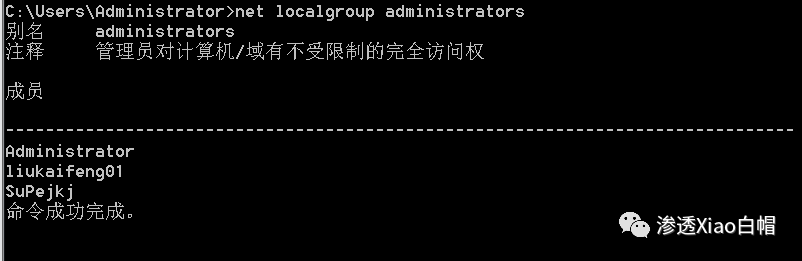 C:\Users\Administrator>net localgroup administrators
别名     administrators
注释     管理员对计算机/域有不受限制的完全访问权
成员
-------------------------------------------------------------------------------
Administrator
liukaifeng01
SuPejkj
命令成功完成。
渗透Xiao白帽